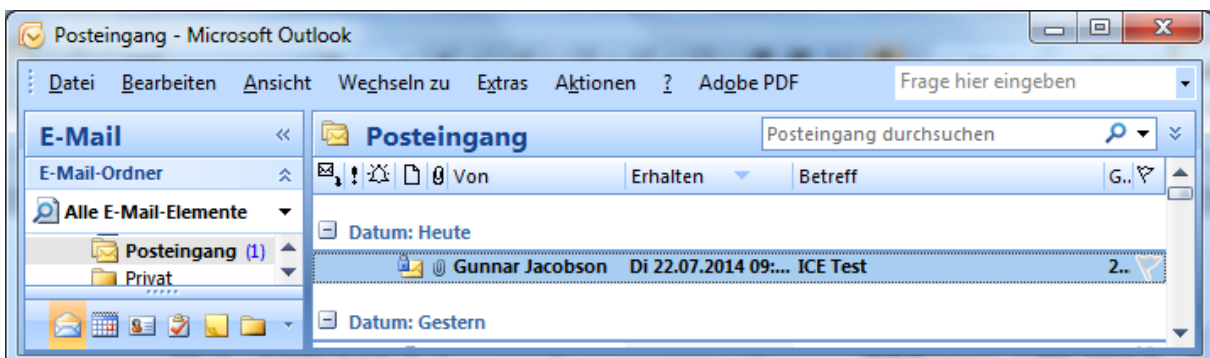 Posteingang - Microsoft Outlook
Datei Bearbeiten Ansicht Wechseln zu Extras Aktionen ? Adobe PDF Frage hier eingeben
E-Mail «
Posteingang
Posteingang durchsuchen
E-Mail-Ordner
! Von Erhalten Betreff G..
Alle E-Mail-Elemente
Datum: Heute
Posteingang (1)
Gunnar Jacobson Di 22.07.2014 09:... ICE Test 2...
Privat
Datum: Gestern